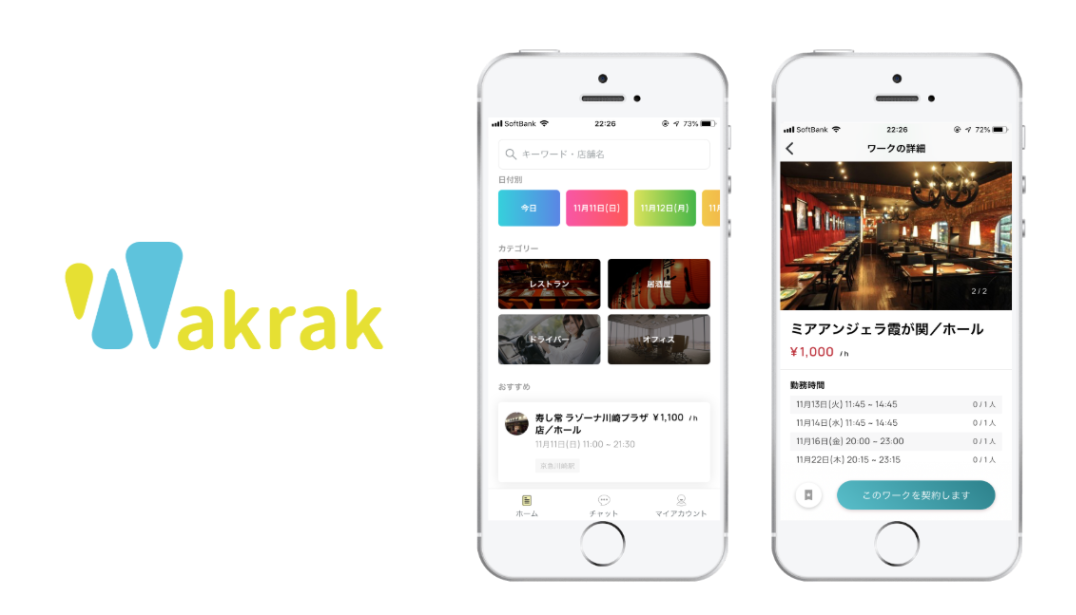 Wakrak
SoftBank 22:26 73%
キーワード・店舗名
日付別
今日 11月11日(日) 11月12日(月) 11月
カテゴリー
レストラン 居酒屋
ドライバー オフィス
おすすめ
寿し常 ラゾーナ川崎プラザ ¥1,100 /h
店/ホール
11月11日(日) 11:00 ~ 21:30
京急川崎駅
ホーム チャット マイアカウント
SoftBank 22:26 72%
ワークの詳細
2/2
ミアアンジェラ霞が関/ホール
¥1,000 /h
勤務時間
11月13日(火) 11:45 ~ 14:45 0/1人
11月14日(水) 11:45 ~ 14:45 0/1人
11月16日(金) 20:00 ~ 23:00 0/1人
11月22日(木) 20:15 ~ 23:15 0/1人
このワークを契約します